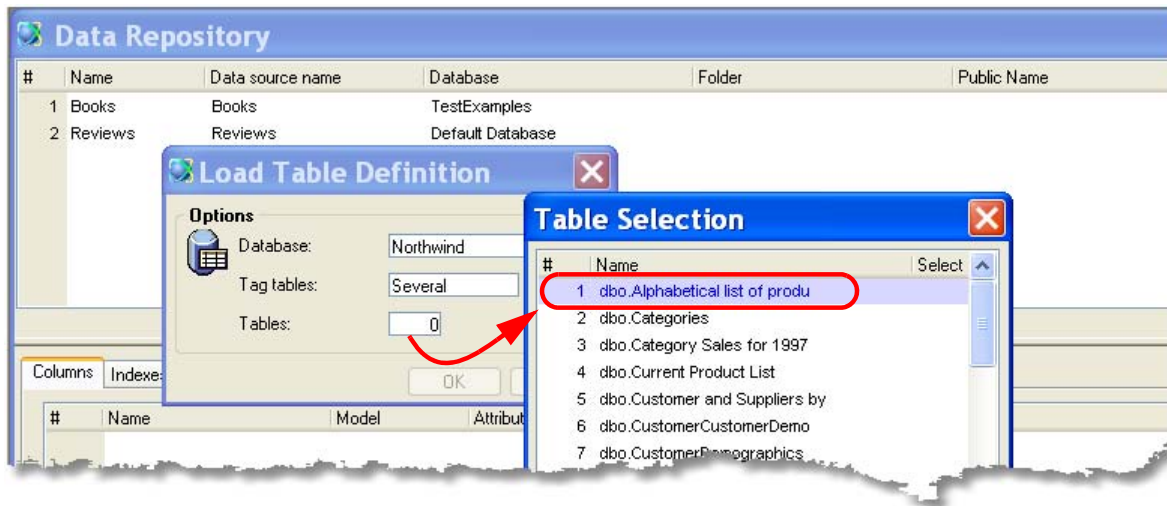 Data Repository
# Name Data source name Database Folder Public Name
1 Books Books TestExamples
2 Reviews Reviews Default Database
Load Table Definition
Options
Database: Northwind
Tag tables: Several
Tables: 0
OK
Table Selection
# Name Select
1 dbo.Alphabetical list of produ
2 dbo.Categories
3 dbo.Category Sales for 1997
4 dbo.Current Product List
5 dbo.Customer and Suppliers by
6 dbo.CustomerCustomerDemo
7 dbo.CustomerDemographics
Columns Indexe
# Name Model Attribut